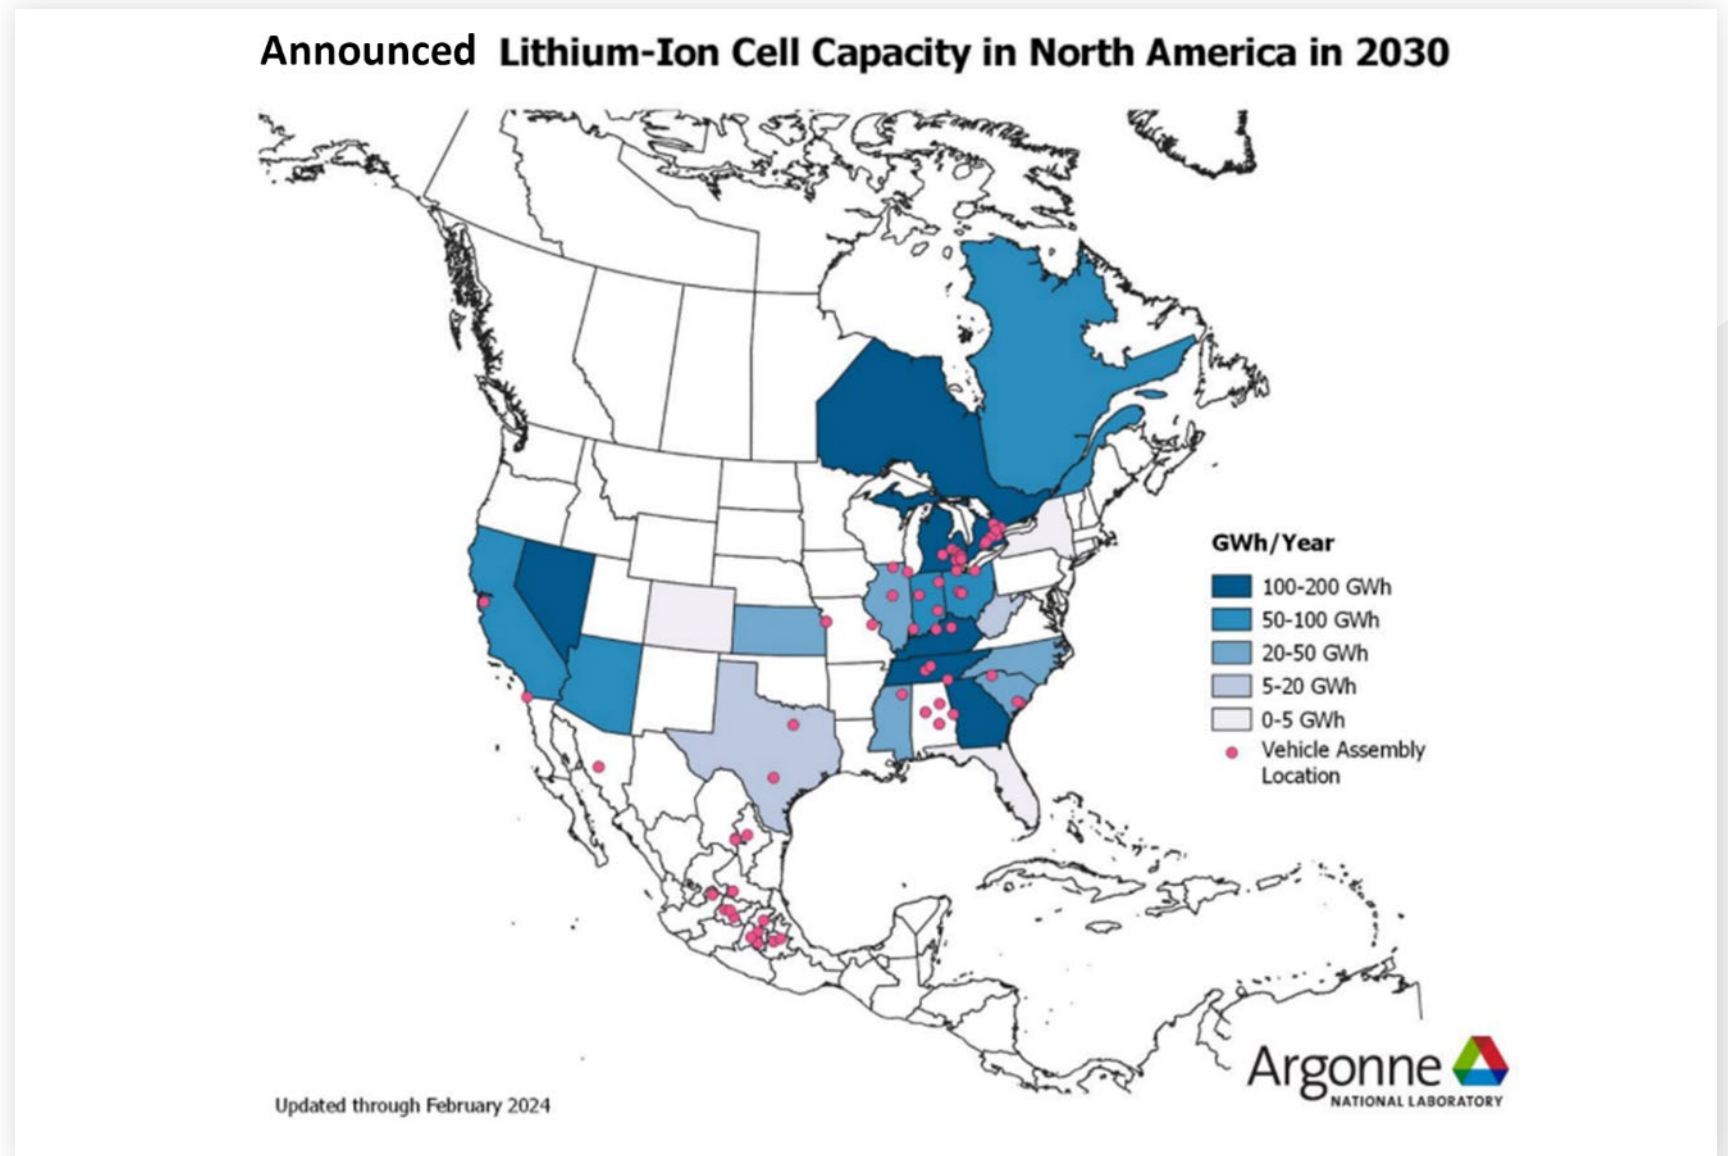 Announced Lithium-Ion Cell Capacity in North America in 2030
GWh/Year
100-200 GWh
50-100 GWh
20-50 GWh
5-20 GWh
0-5 GWh
Vehicle Assembly
Location
Argonne
NATIONAL LABORATORY
Updated through February 2024